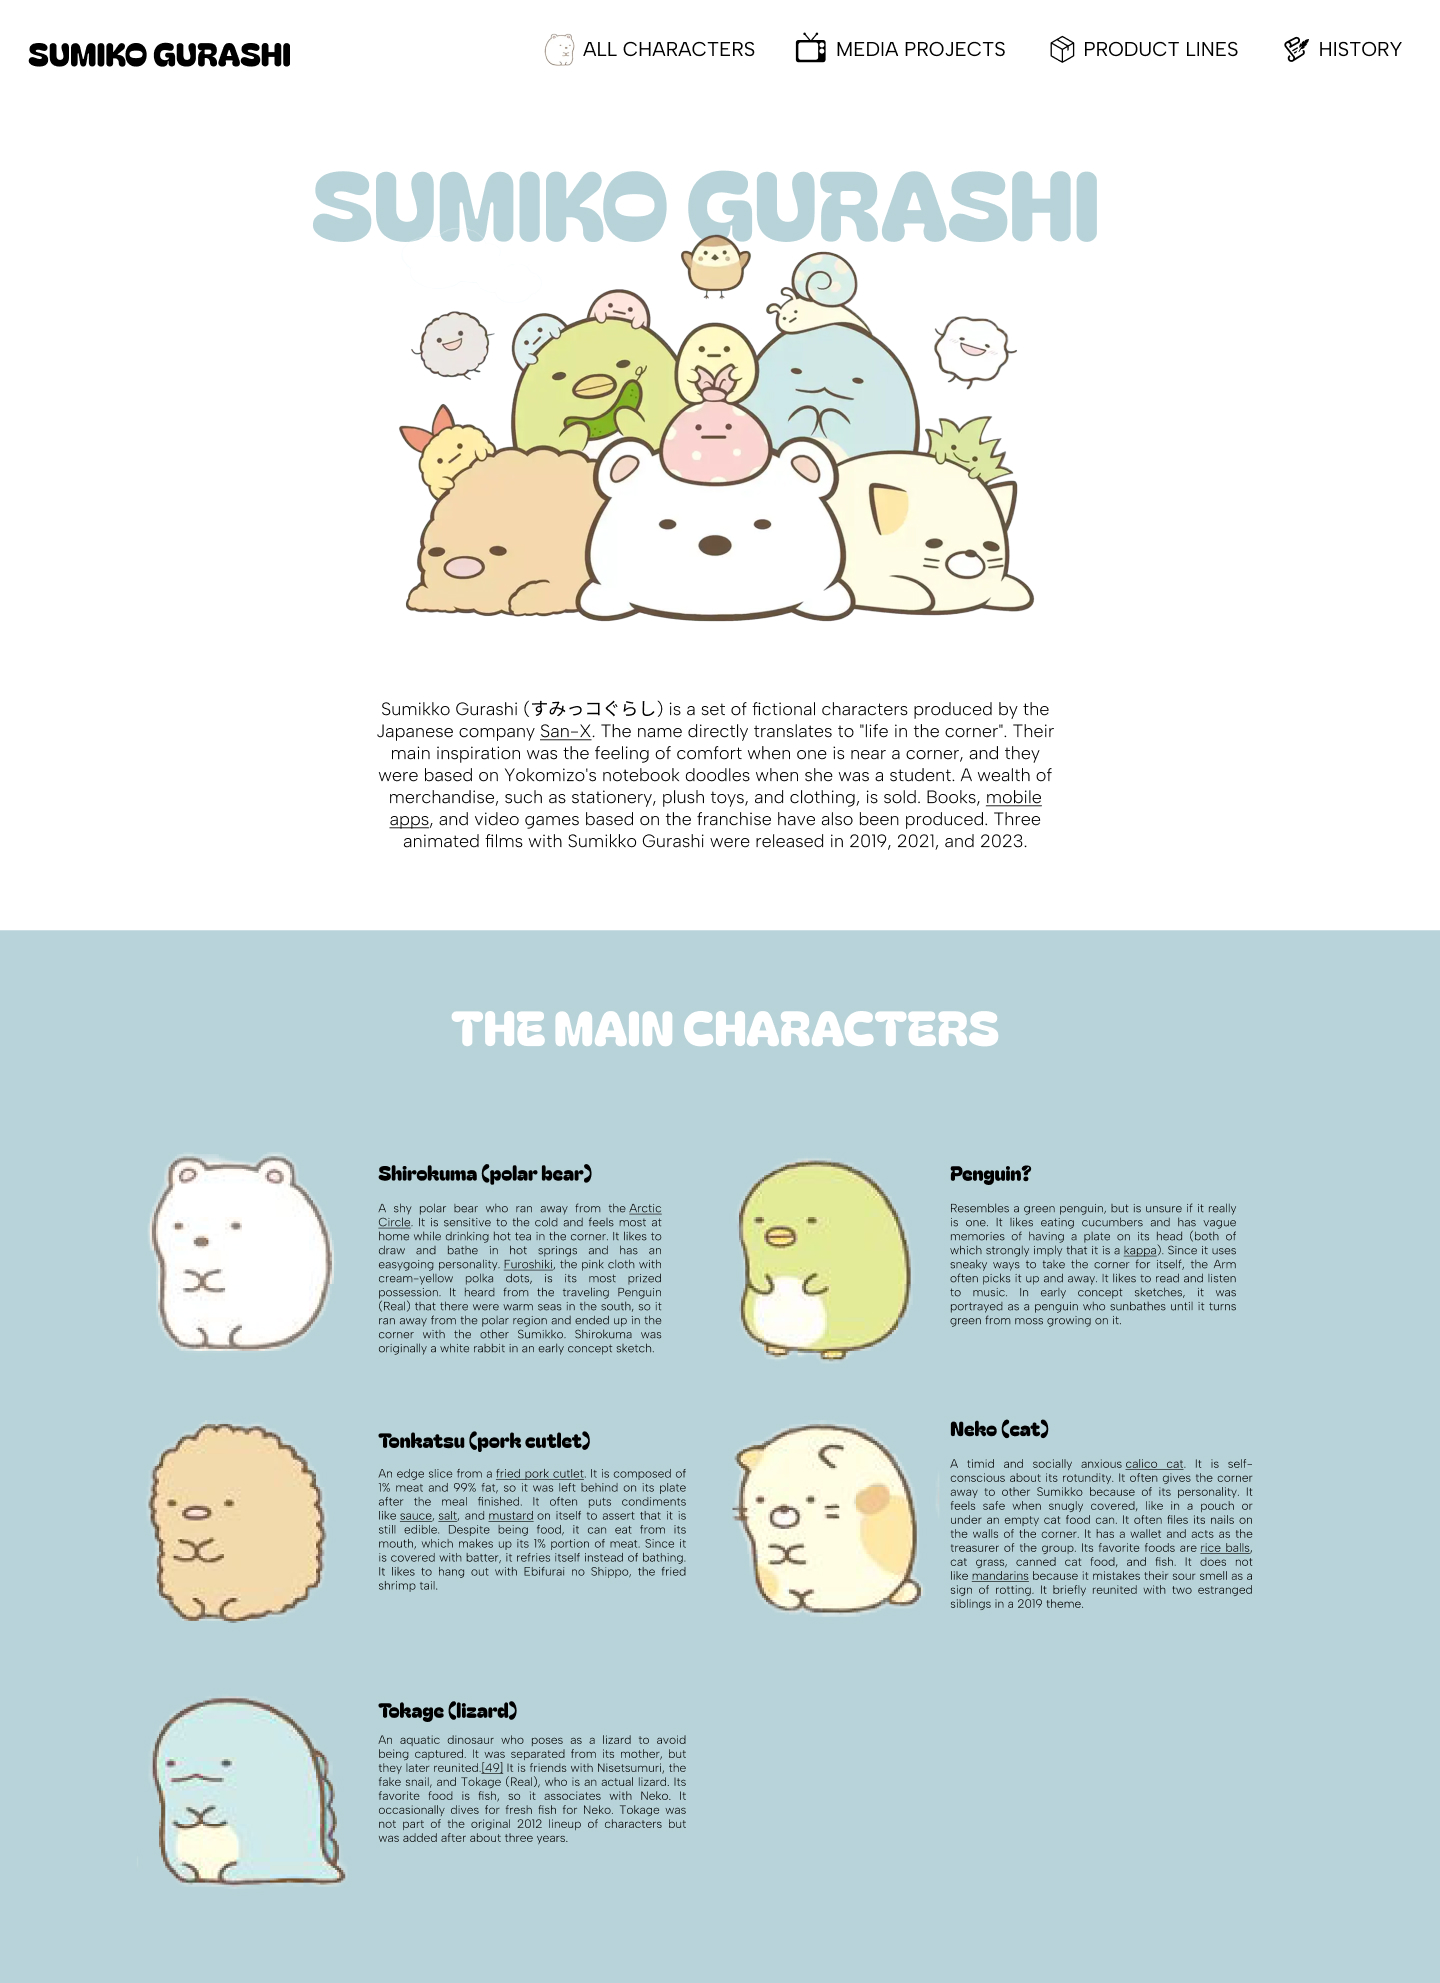 SUMIKO GURASHI
ALL CHARACTERS
MEDIA PROJECTS
PRODUCT LINES
HISTORY
SUMIKO GURASHI
Sumikko Gurashi (すみっコぐらし) is a set of fictional characters produced by the
Japanese company San-X. The name directly translates to "life in the corner". Their
main inspiration was the feeling of comfort when one is near a corner, and they
were based on Yokomizo's notebook doodles when she was a student. A wealth of
merchandise, such as stationery, plush toys, and clothing, is sold. Books, mobile
apps, and video games based on the franchise have also been produced. Three
animated films with Sumikko Gurashi were released in 2019, 2021, and 2023.
THE MAIN CHARACTERS
Shirokuma (polar bear)
A shy polar bear who ran away from the Arctic
Circle. It is sensitive to the cold and feels most at
home while drinking hot tea in the corner. It likes to
draw and bathe in hot springs and has an
easygoing personality. Furoshiki, the pink cloth with
cream-yellow polka dots, is its most prized
possession. It heard from the traveling Penguin
(Real) that there were warm seas in the south, so it
ran away from the polar region and ended up in the
corner with the other Sumikko. Shirokuma was
originally a white rabbit in an early concept sketch.
Penguin?
Resembles a green penguin, but is unsure if it really
is one. It likes eating cucumbers and has vague
memories of having a plate on its head (both of
which strongly imply that it is a kappa). Since it uses
sneaky ways to take the corner for itself, the Arm
often picks it up and away. It likes to read and listen
to music. In early concept sketches, it was
portrayed as a penguin who sunbathes until it turns
green from moss growing on it.
Tonkatsu (pork cutlet)
An edge slice from a fried pork cutlet. It is composed of
1% meat and 99% fat, so it was left behind on its plate
after the meal finished. It often puts condiments
like sauce, salt, and mustard on itself to assert that it is
still edible. Despite being food, it can eat from its
mouth, which makes up its 1% portion of meat. Since it
is covered with batter, it refries itself instead of bathing.
It likes to hang out with Ebifurai no Shippo, the fried
shrimp tail.
Neko (cat)
A timid and socially anxious calico cat. It is self-
conscious about its rotundity. It often gives the corner
away to other Sumikko because of its personality. It
feels safe when snugly covered, like in a pouch or
under an empty cat food can. It often files its nails on
the walls of the corner. It has a wallet and acts as the
treasurer of the group. Its favorite foods are rice balls,
cat grass, canned cat food, and fish. It does not
like mandarins because it mistakes their sour smell as a
sign of rotting. It briefly reunited with two estranged
siblings in a 2019 theme.
Tokage (lizard)
An aquatic dinosaur who poses as a lizard to avoid
being captured. It was separated from its mother, but
they later reunited.[49] It is friends with Nisetsumuri, the
fake snail, and Tokage (Real), who is an actual lizard. Its
favorite food is fish, so it associates with Neko. It
occasionally dives for fresh fish for Neko. Tokage was
not part of the original 2012 lineup of characters but
was added after about three years.